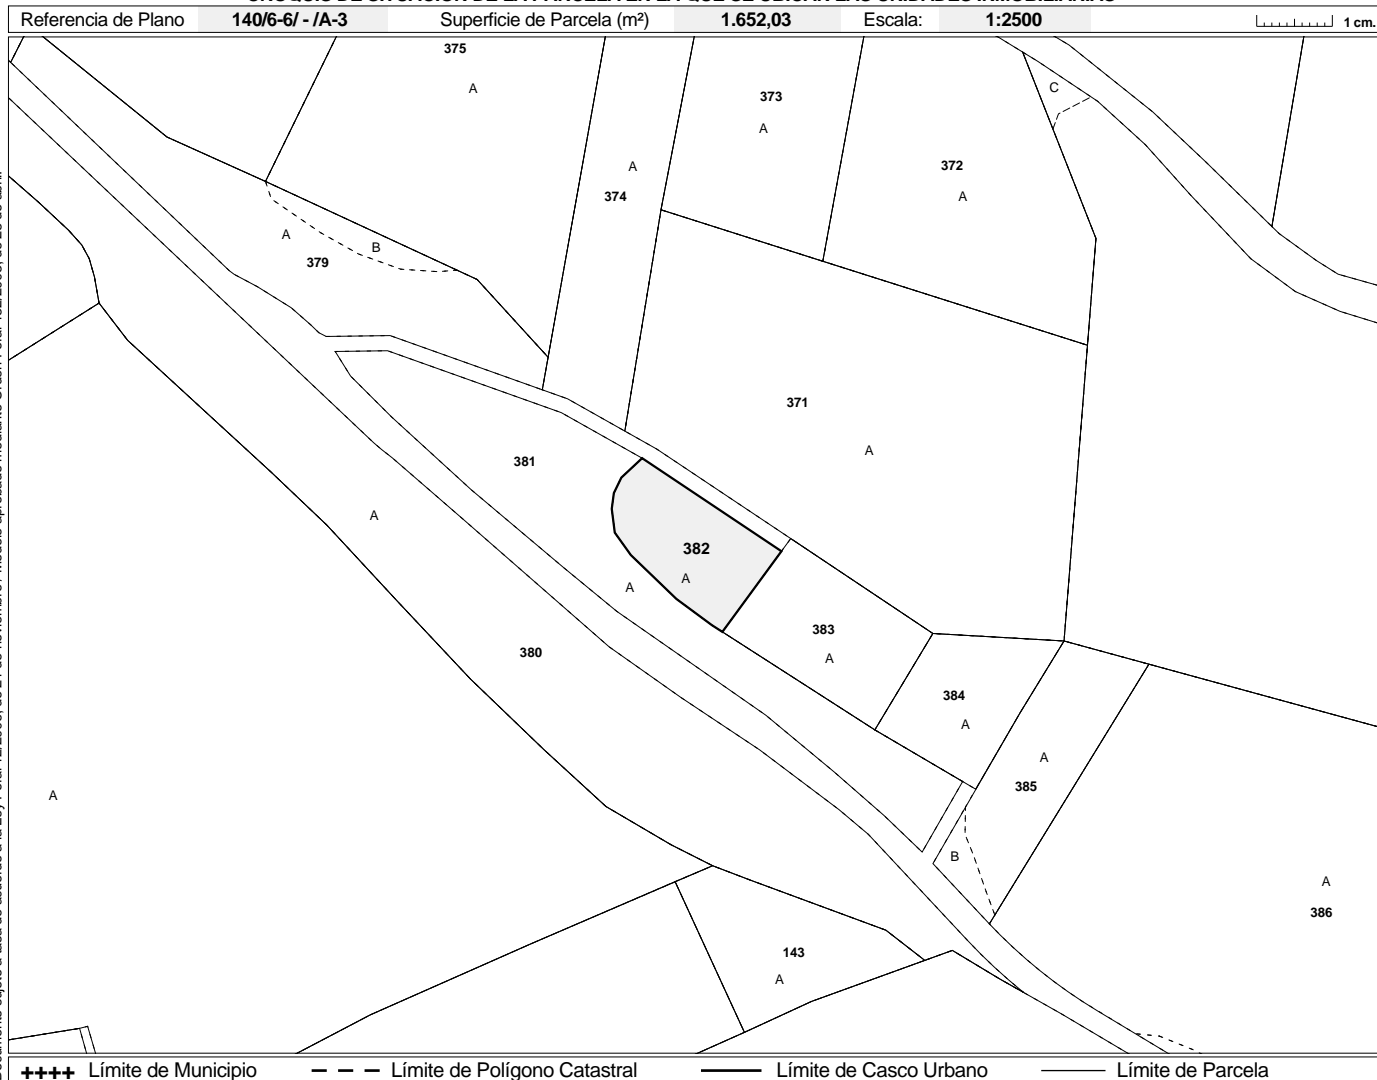 Referencia de Plano 140/6-6/ - /A-3 Superficie de Parcela (m²) 1.652,03 Escala: 1:2500 1 cm.
375
A
373
A
C
372
A
A
374
A
B
379
371
A
381
A
382
A
A
383
A
380
384
A
A
385
A
B
A
386
143
A
++++ Límite de Municipio Límite de Polígono Catastral Límite de Casco Urbano Límite de Parcela